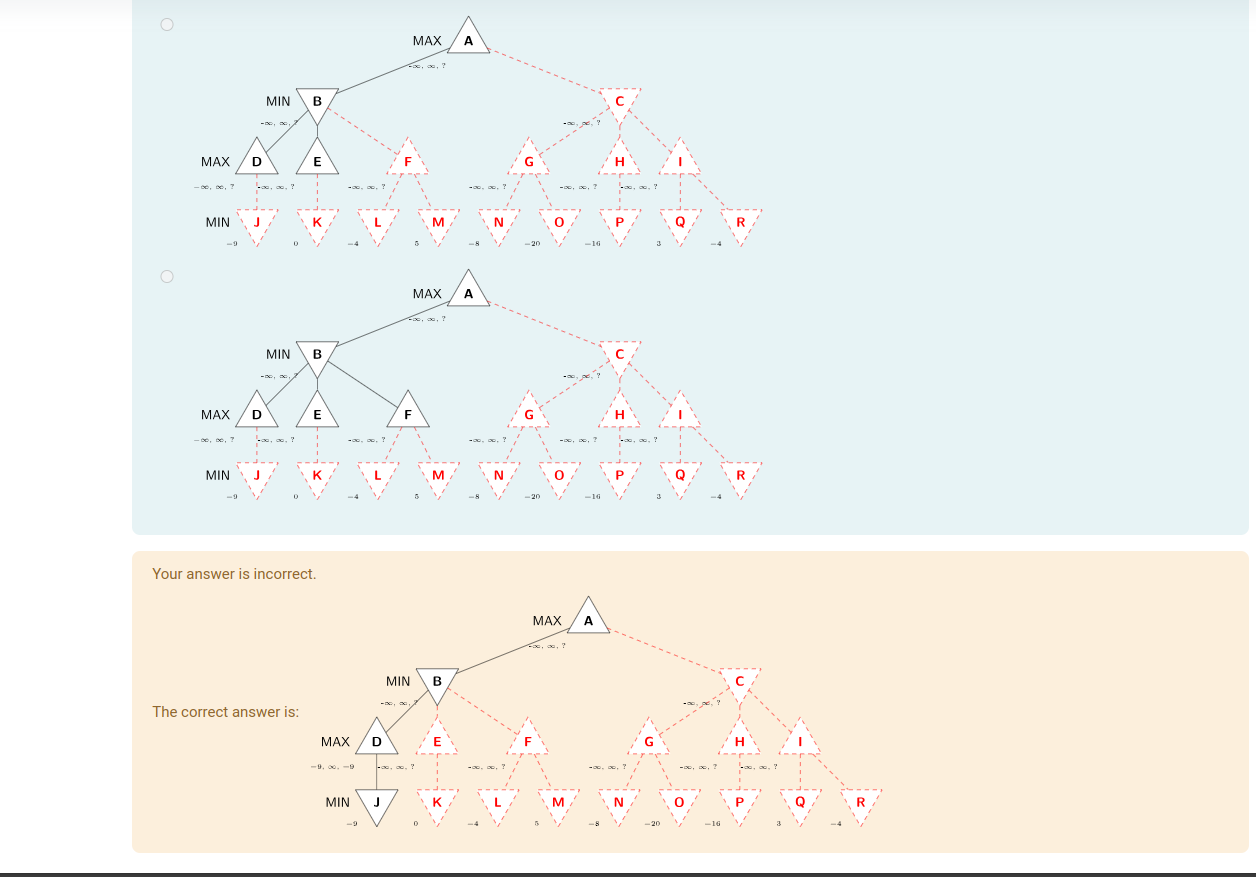 MAX A
-∞, ∞, ?
MIN B C
-∞, ∞, ? -∞, ∞, ?
MAX D E F G H I
−∞, ∞, ? -∞, ∞, ? -∞, ∞, ? -∞, ∞, ? -∞, ∞, ? -∞, ∞, ?
MIN J K L M N O P Q R
−9 0 −4 5 −8 −20 −16 3 −4
MAX A
-∞, ∞, ?
MIN B C
-∞, ∞, ? -∞, ∞, ?
MAX D E F G H I
−∞, ∞, ? -∞, ∞, ? -∞, ∞, ? -∞, ∞, ? -∞, ∞, ? -∞, ∞, ?
MIN J K L M N O P Q R
−9 0 −4 5 −8 −20 −16 3 −4
Your answer is incorrect.
MAX A
-∞, ∞, ?
MIN B C
-∞, ∞, ? -∞, ∞, ?
The correct answer is:
MAX D E F G H I
−9, ∞, −9 -∞, ∞, ? -∞, ∞, ? -∞, ∞, ? -∞, ∞, ? -∞, ∞, ?
MIN J K L M N O P Q R
−9 0 −4 5 −8 −20 −16 3 −4